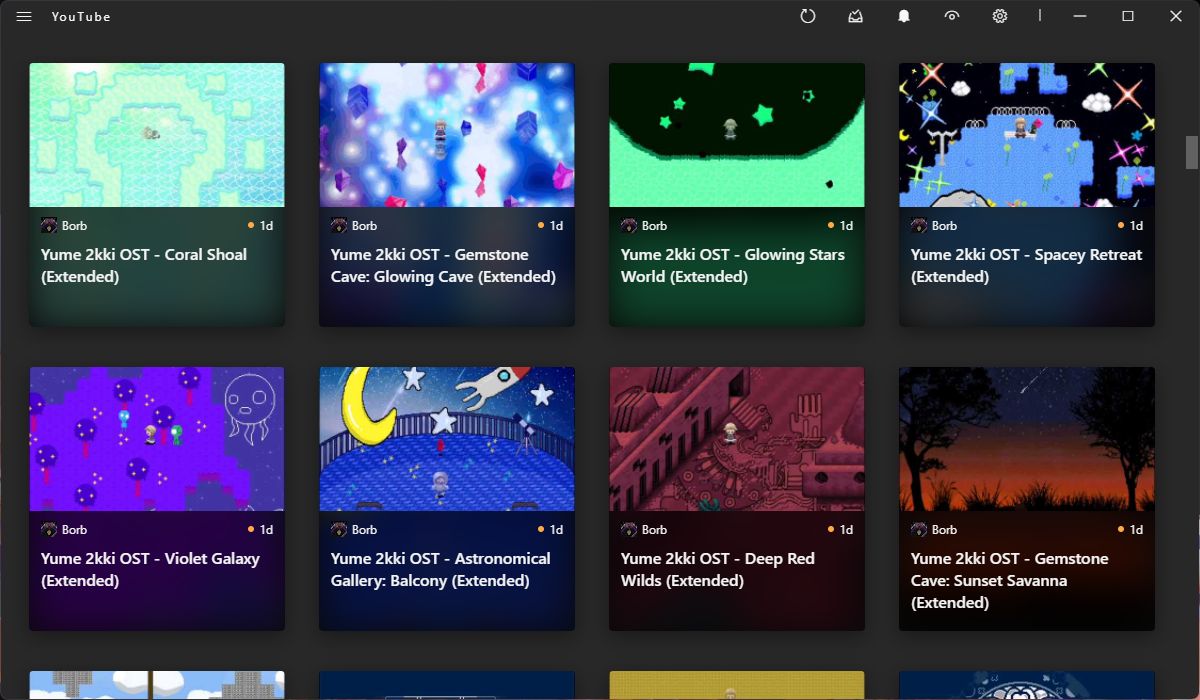 YouTube
Borb
1d
Yume 2kki OST - Coral Shoal
(Extended)
Borb
1d
Yume 2kki OST - Gemstone
Cave: Glowing Cave (Extended)
Borb
1d
Yume 2kki OST - Glowing Stars
World (Extended)
Borb
1d
Yume 2kki OST - Spacey Retreat
(Extended)
Borb
1d
Yume 2kki OST - Violet Galaxy
(Extended)
Borb
1d
Yume 2kki OST - Astronomical
Gallery: Balcony (Extended)
Borb
1d
Yume 2kki OST - Deep Red
Wilds (Extended)
Borb
1d
Yume 2kki OST - Gemstone
Cave: Sunset Savanna
(Extended)